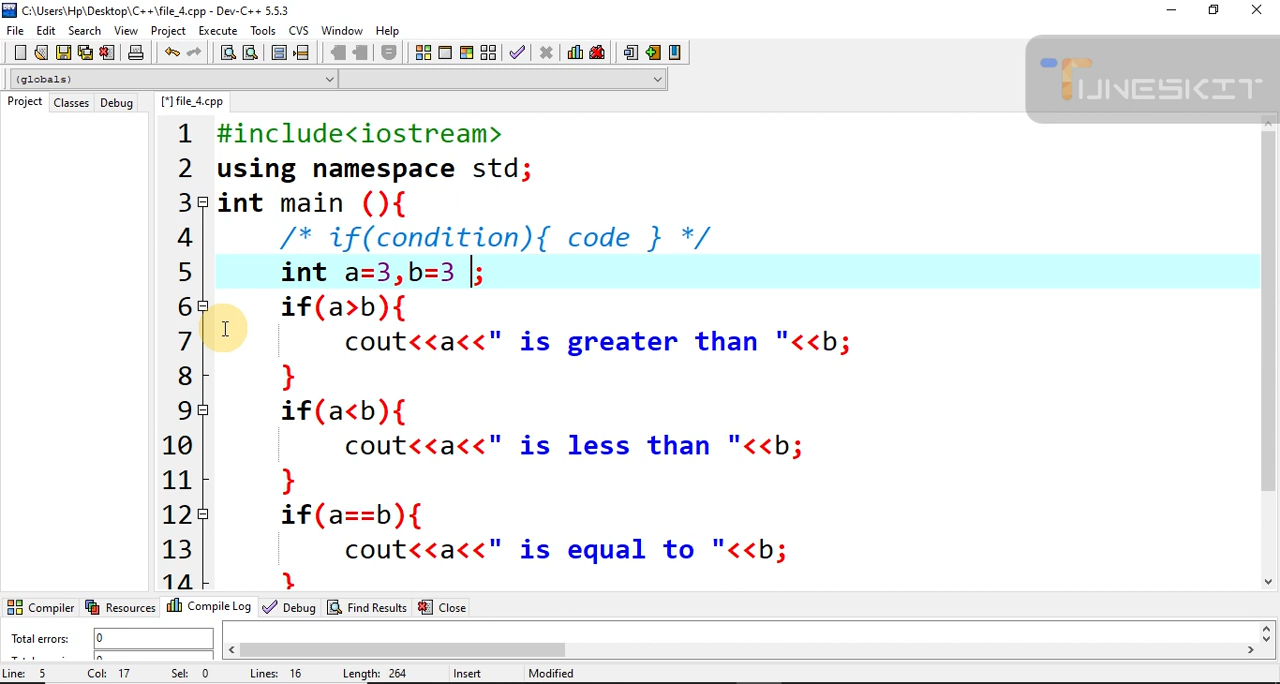 C:\Users\Hp\Desktop\C++\file_4.cpp - Dev-C++ 5.5.3
File Edit Search View Project Execute Tools CVS Window Help
(globals)
TUNESKIT
Project Classes Debug [*] file_4.cpp
1 #include<iostream>
2 using namespace std;
3 int main (){
4 /* if(condition){ code } */
5 int a=3,b=3 ;
6 if(a>b){
7 cout<<a<<" is greater than "<<b;
8 }
9 if(a<b){
10 cout<<a<<" is less than "<<b;
11 }
12 if(a==b){
13 cout<<a<<" is equal to "<<b;
14 }
Compiler Resources Compile Log Debug Find Results Close
Total errors: 0
Line: 5 Col: 17 Sel: 0 Lines: 16 Length: 264 Insert Modified